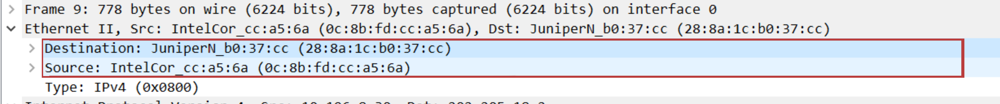 Frame 9: 778 bytes on wire (6224 bits), 778 bytes captured (6224 bits) on interface 0
Ethernet II, Src: IntelCor_cc:a5:6a (0c:8b:fd:cc:a5:6a), Dst: JuniperN_b0:37:cc (28:8a:1c:b0:37:cc)
Destination: JuniperN_b0:37:cc (28:8a:1c:b0:37:cc)
Source: IntelCor_cc:a5:6a (0c:8b:fd:cc:a5:6a)
Type: IPv4 (0x0800)
Internet Protocol Version 4, Src: Dst: